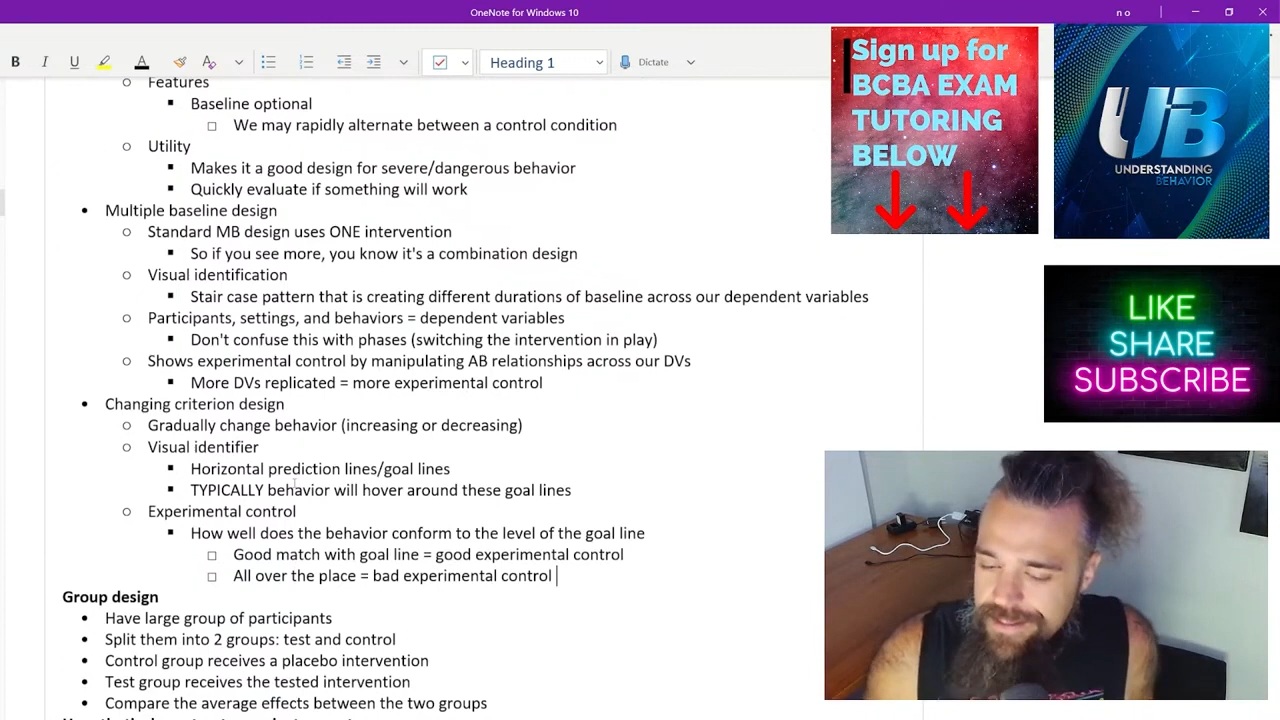 OneNote for Windows 10
n o
B I U A A Heading 1 Dictate
Features
Baseline optional
We may rapidly alternate between a control condition
Utility
Makes it a good design for severe/dangerous behavior
Quickly evaluate if something will work
Multiple baseline design
Standard MB design uses ONE intervention
So if you see more, you know it's a combination design
Visual identification
Stair case pattern that is creating different durations of baseline across our dependent variables
Participants, settings, and behaviors = dependent variables
Don't confuse this with phases (switching the intervention in play)
Shows experimental control by manipulating AB relationships across our DVs
More DVs replicated = more experimental control
Changing criterion design
Gradually change behavior (increasing or decreasing)
Visual identifier
Horizontal prediction lines/goal lines
TYPICALLY behavior will hover around these goal lines
Experimental control
How well does the behavior conform to the level of the goal line
Good match with goal line = good experimental control
All over the place = bad experimental control
Group design
Have large group of participants
Split them into 2 groups: test and control
Control group receives a placebo intervention
Test group receives the tested intervention
Compare the average effects between the two groups
Sign up for
BCBA EXAM
TUTORING
BELOW
UB
UNDERSTANDING
BEHAVIOR
LIKE
SHARE
SUBSCRIBE